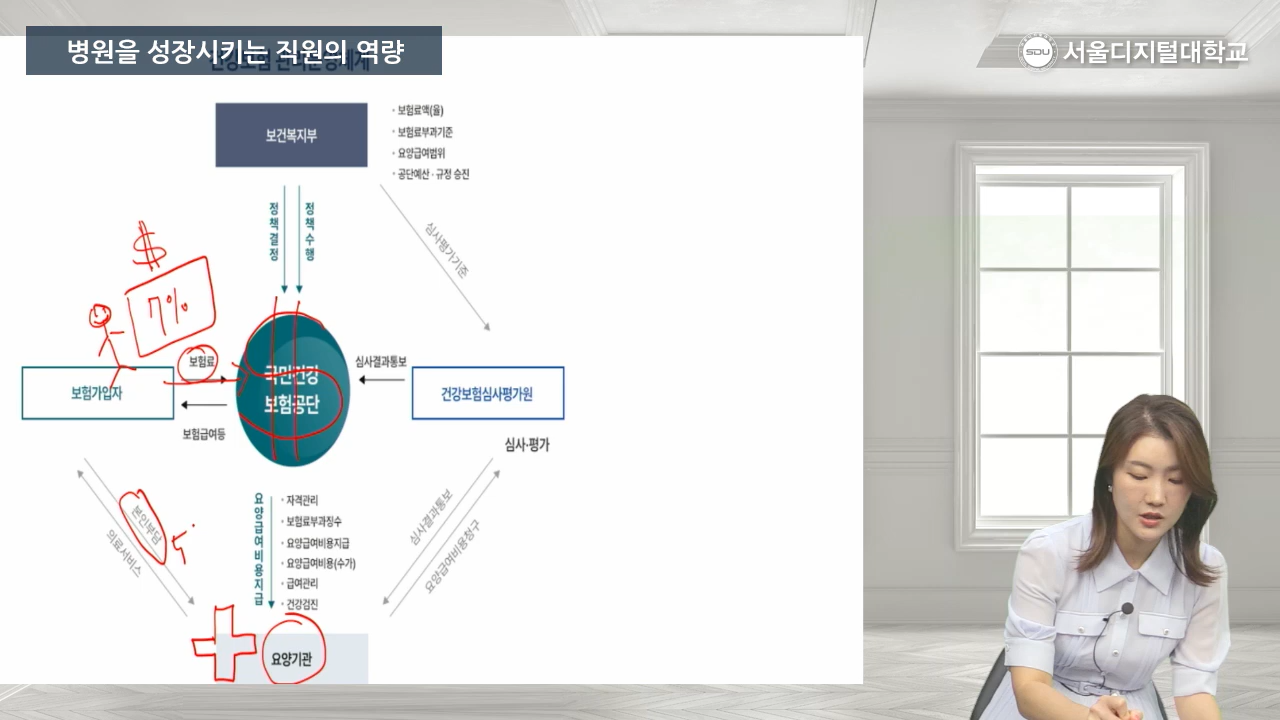 병원을 성장시키는 직원의 역량
SDU 서울디지털대학교
보건복지부
· 보험료액(율)
· 보험료부과기준
· 요양급여범위
· 공단예산 · 규정 승진
정책결정
정책수행
심사평가기준
$
7%
보험료
심사결과통보
보험가입자
국민건강
보험공단
건강보험심사평가원
보험급여등
심사·평가
본인부담
의료서비스
요양급여비용지급
· 자격관리
· 보험료부과징수
· 요양급여비용지급
· 요양급여비용(수가)
· 급여관리
· 건강검진
심사결과통보
요양급여비용청구
요양기관